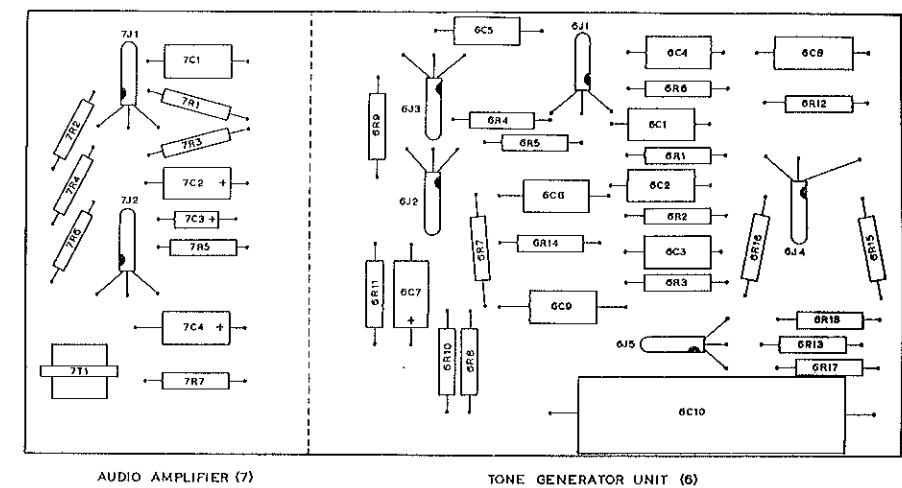 7J1
7C1
7R1
7R2
7R3
7R4
7C2 +
7J2
7C3 +
7R6
7R5
7C4 +
7T1
7R7
6C5
6J1
6C4
6C8
6J3
6R9
6R6
6R12
6R4
6C1
6R5
6R1
6J2
6C6
6C2
6R2
6R7
6R14
6R16
6J4
6R15
6C3
6R11
6C7
+
6R3
6C9
6R18
6R10
6R8
6J5
6R13
6R17
6C10
AUDIO AMPLIFIER (7)
TONE GENERATOR UNIT (6)